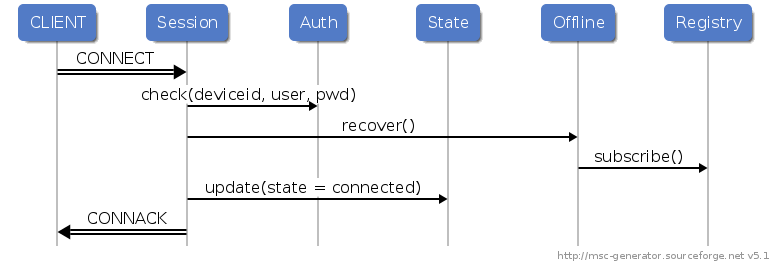 CLIENT Session Auth State Offline Registry
CONNECT
check(deviceid, user, pwd)
recover()
subscribe()
update(state = connected)
CONNACK
http://msc-generator.sourceforge.net v5.1